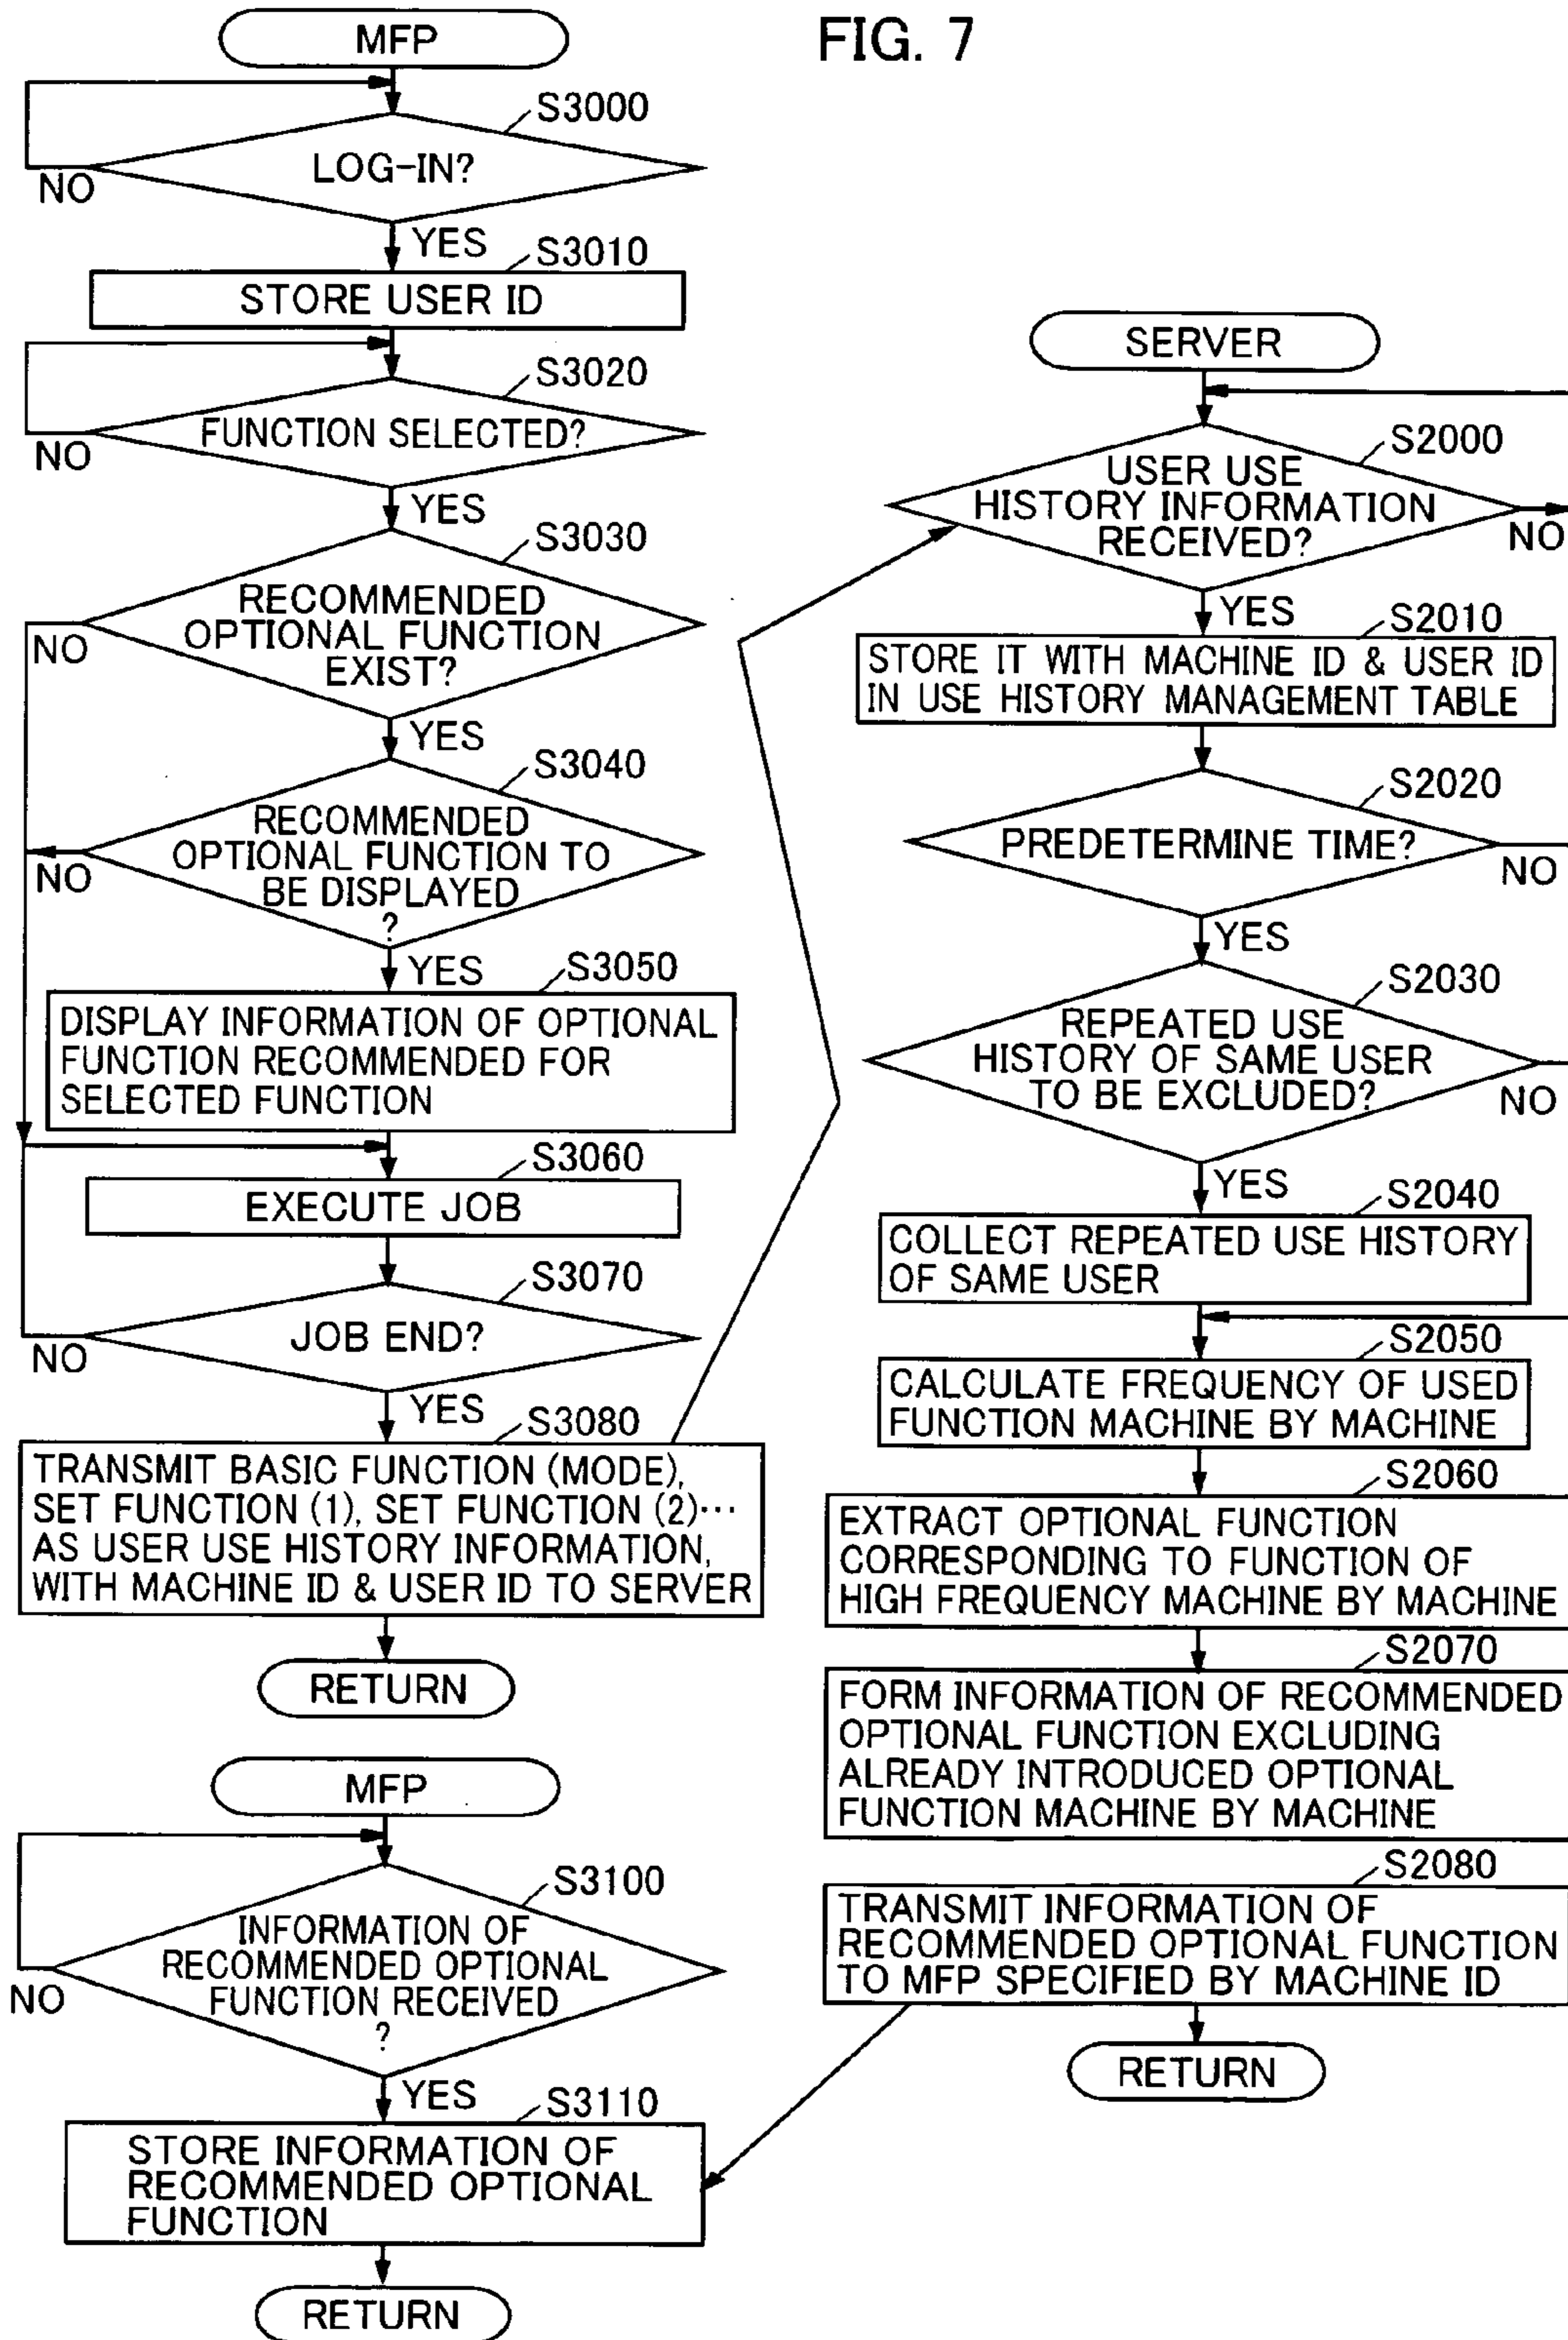 FIG. 7
MFP
S3000
LOG-IN?
NO
YES
S3010
STORE USER ID
S3020
FUNCTION SELECTED?
NO
YES
S3030
RECOMMENDED
OPTIONAL FUNCTION
EXIST?
NO
YES
S3040
RECOMMENDED
OPTIONAL FUNCTION TO
BE DISPLAYED
?
NO
YES
S3050
DISPLAY INFORMATION OF OPTIONAL
FUNCTION RECOMMENDED FOR
SELECTED FUNCTION
S3060
EXECUTE JOB
S3070
JOB END?
NO
YES
S3080
TRANSMIT BASIC FUNCTION (MODE),
SET FUNCTION (1), SET FUNCTION (2)···
AS USER USE HISTORY INFORMATION,
WITH MACHINE ID & USER ID TO SERVER
RETURN
MFP
S3100
INFORMATION OF
RECOMMENDED OPTIONAL
FUNCTION RECEIVED
?
NO
YES
S3110
STORE INFORMATION OF
RECOMMENDED OPTIONAL
FUNCTION
RETURN
SERVER
S2000
USER USE
HISTORY INFORMATION
RECEIVED?
NO
YES
S2010
STORE IT WITH MACHINE ID & USER ID
IN USE HISTORY MANAGEMENT TABLE
S2020
PREDETERMINE TIME?
NO
YES
S2030
REPEATED USE
HISTORY OF SAME USER
TO BE EXCLUDED?
NO
YES
S2040
COLLECT REPEATED USE HISTORY
OF SAME USER
S2050
CALCULATE FREQUENCY OF USED
FUNCTION MACHINE BY MACHINE
S2060
EXTRACT OPTIONAL FUNCTION
CORRESPONDING TO FUNCTION OF
HIGH FREQUENCY MACHINE BY MACHINE
S2070
FORM INFORMATION OF RECOMMENDED
OPTIONAL FUNCTION EXCLUDING
ALREADY INTRODUCED OPTIONAL
FUNCTION MACHINE BY MACHINE
S2080
TRANSMIT INFORMATION OF
RECOMMENDED OPTIONAL FUNCTION
TO MFP SPECIFIED BY MACHINE ID
RETURN